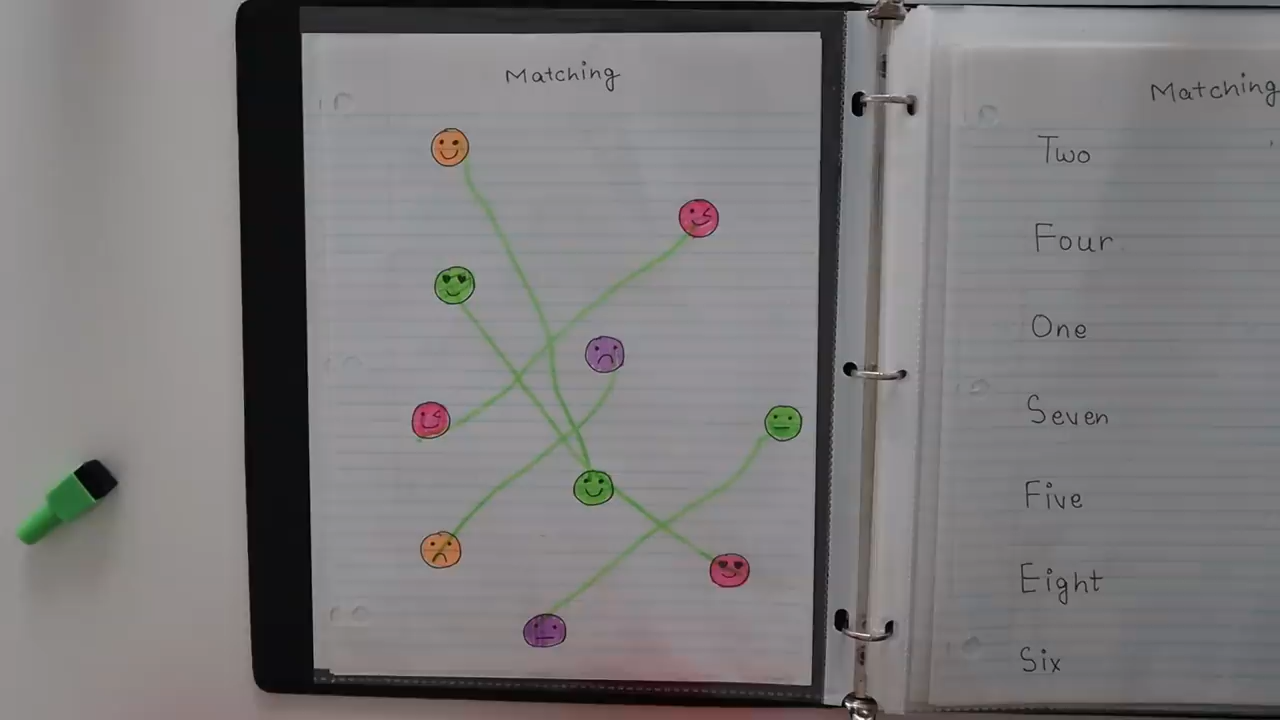 Matching
Matching
Two
Four
One
Seven
Five
Eight
Six